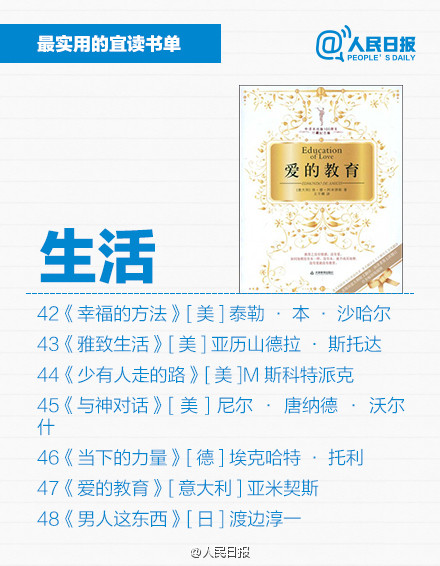 最实用的宜读书单
@人民日报
PEOPLE'S DAILY
Education
of Love
爱的教育
EDMONDO DE AMICIS
生活
42《幸福的方法》[ 美 ] 泰勒 · 本 · 沙哈尔
43《雅致生活》[ 美 ] 亚历山德拉 · 斯托达
44《少有人走的路》[ 美 ]M 斯科特派克
45《与神对话》[ 美 ] 尼尔 · 唐纳德 · 沃尔
什
46《当下的力量》[ 德 ] 埃克哈特 · 托利
47《爱的教育》[ 意大利 ] 亚米契斯
48《男人这东西》[ 日 ] 渡边淳一
@人民日报